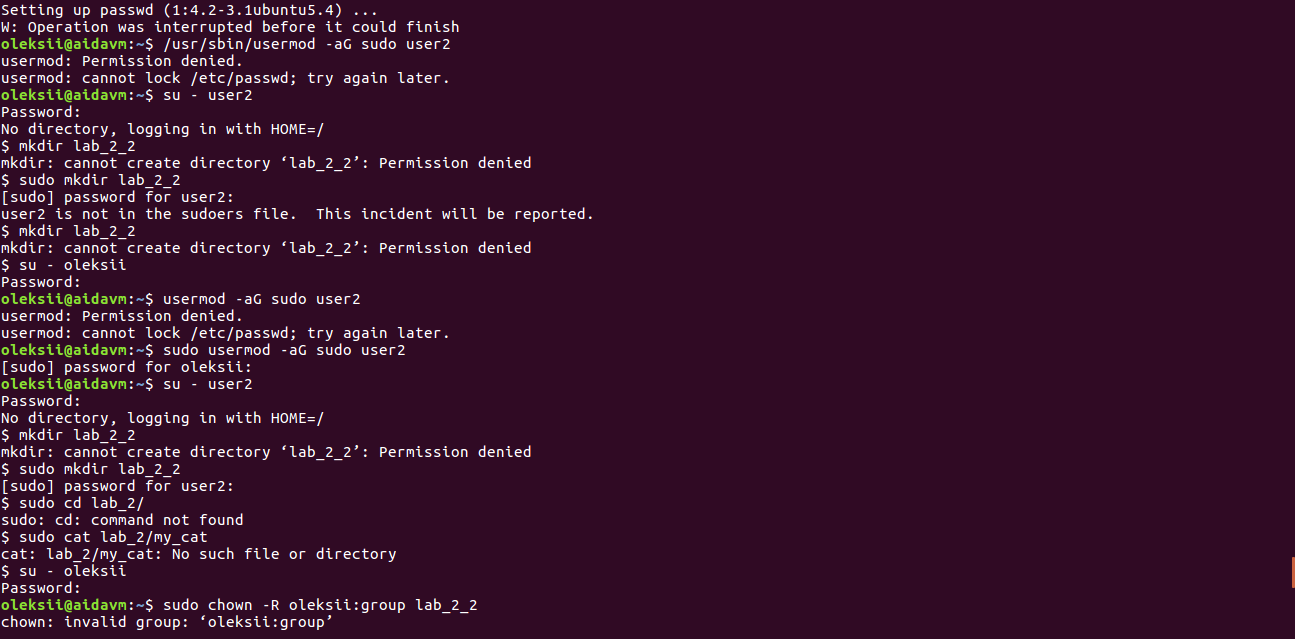 Setting up passwd (1:4.2-3.1ubuntu5.4) ...
W: Operation was interrupted before it could finish
oleksii@aidavm:~$ /usr/sbin/usermod -aG sudo user2
usermod: Permission denied.
usermod: cannot lock /etc/passwd; try again later.
oleksii@aidavm:~$ su - user2
Password:
No directory, logging in with HOME=/
$ mkdir lab_2_2
mkdir: cannot create directory ‘lab_2_2’: Permission denied
$ sudo mkdir lab_2_2
[sudo] password for user2:
user2 is not in the sudoers file.  This incident will be reported.
$ mkdir lab_2_2
mkdir: cannot create directory ‘lab_2_2’: Permission denied
$ su - oleksii
Password:
oleksii@aidavm:~$ usermod -aG sudo user2
usermod: Permission denied.
usermod: cannot lock /etc/passwd; try again later.
oleksii@aidavm:~$ sudo usermod -aG sudo user2
[sudo] password for oleksii:
oleksii@aidavm:~$ su - user2
Password:
No directory, logging in with HOME=/
$ mkdir lab_2_2
mkdir: cannot create directory ‘lab_2_2’: Permission denied
$ sudo mkdir lab_2_2
[sudo] password for user2:
$ sudo cd lab_2/
sudo: cd: command not found
$ sudo cat lab_2/my_cat
cat: lab_2/my_cat: No such file or directory
$ su - oleksii
Password:
oleksii@aidavm:~$ sudo chown -R oleksii:group lab_2_2
chown: invalid group: ‘oleksii:group’